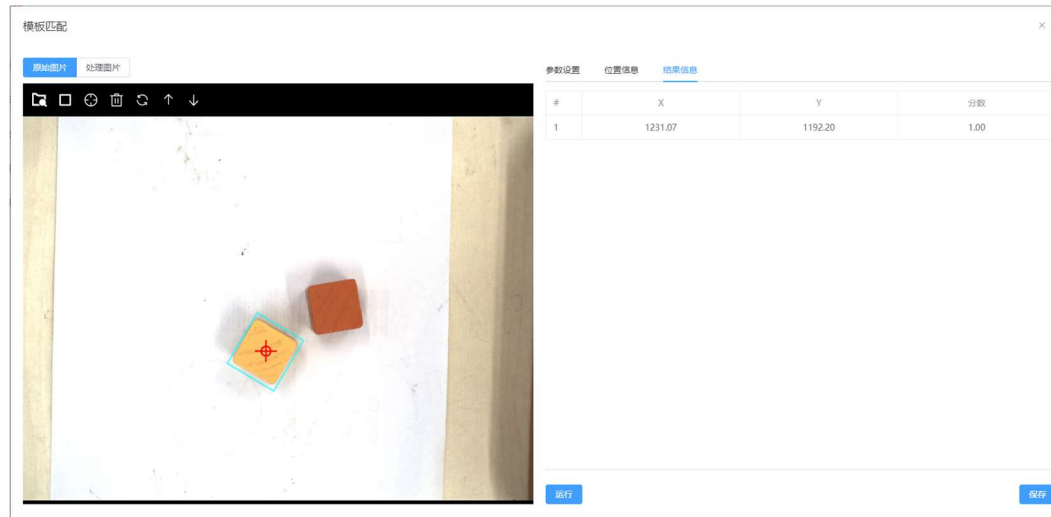 模板匹配
×
原始图片 处理图片
参数设置 位置信息 结果信息
# X Y 分数
1 1231.07 1192.20 1.00
运行 保存